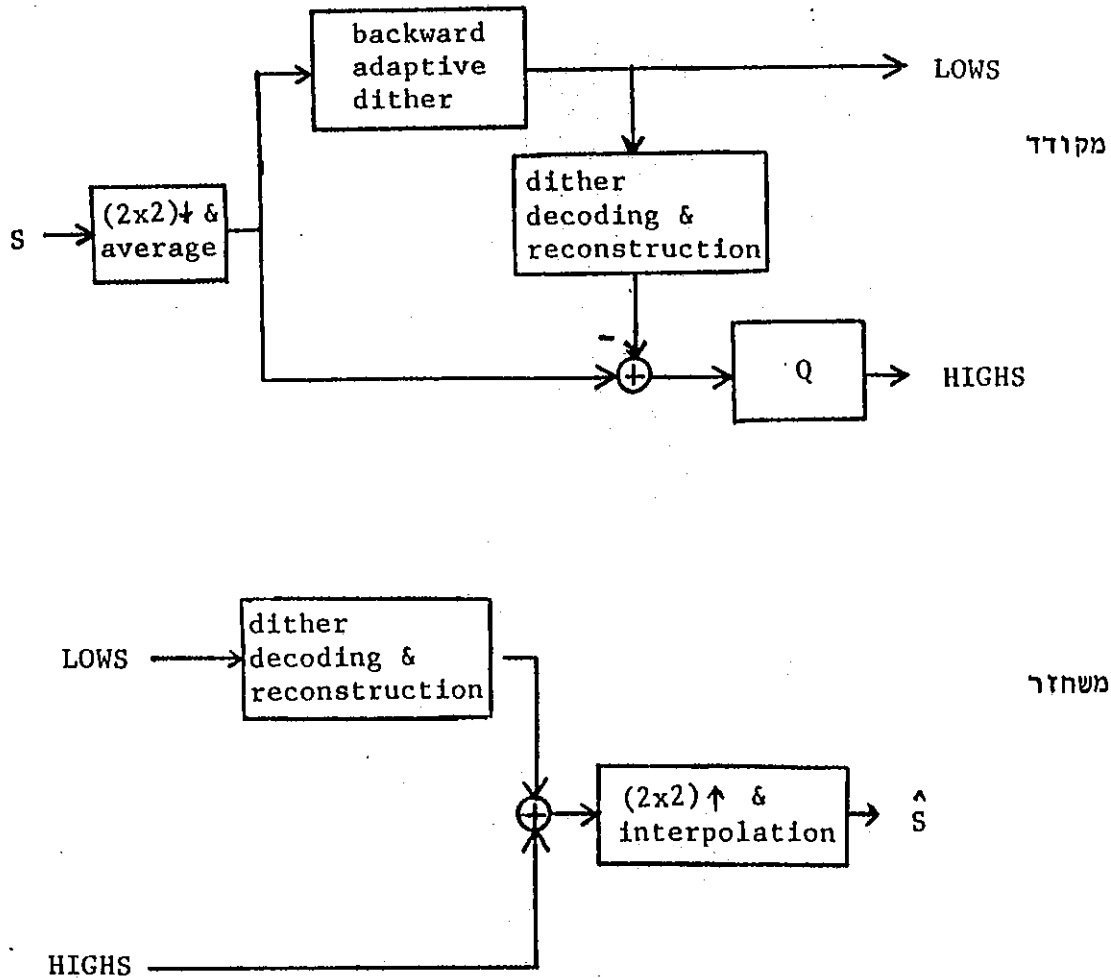 backward
adaptive
dither
LOWS
מקודד
dither
decoding &
reconstruction
(2x2)↓ &
average
S
-
+
Q
HIGHS
dither
decoding &
reconstruction
LOWS
משחזר
(2x2)↑ &
interpolation
+
Ŝ
HIGHS